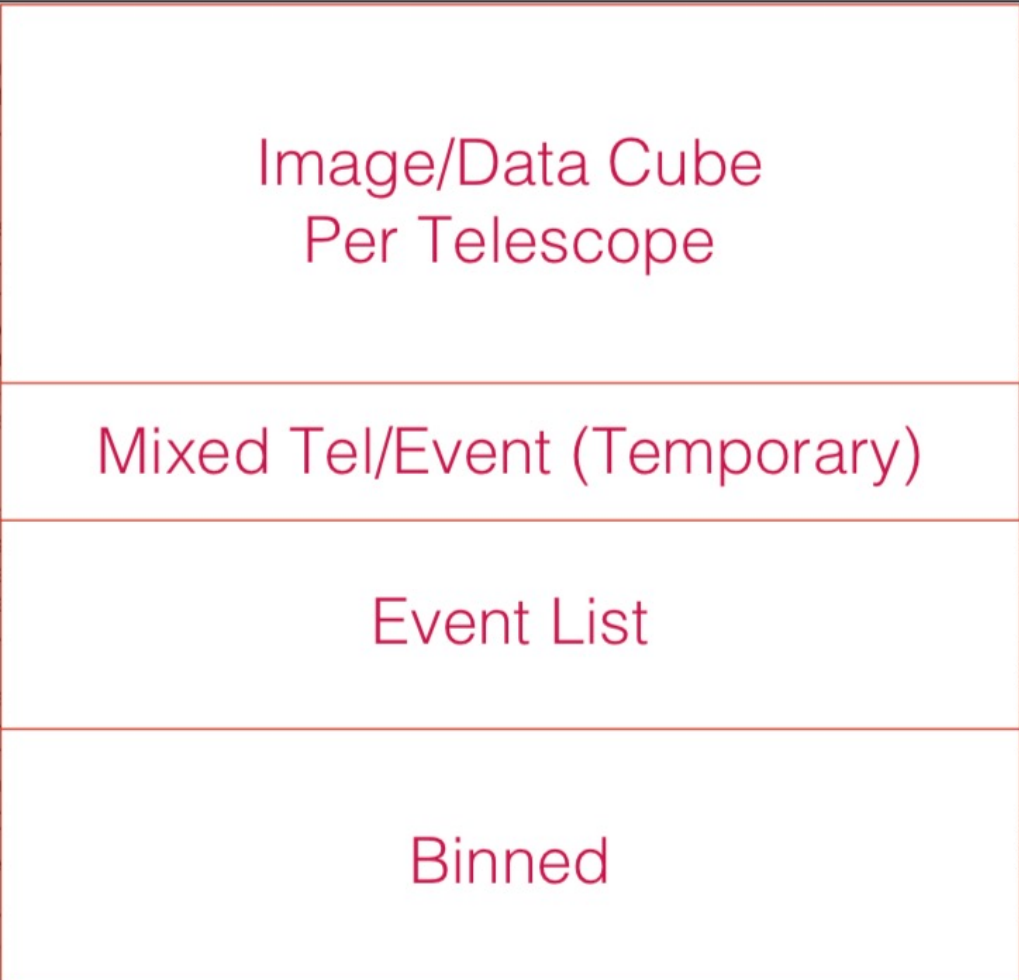 Image/Data Cube
Per Telescope
Mixed Tel/Event (Temporary)
Event List
Binned